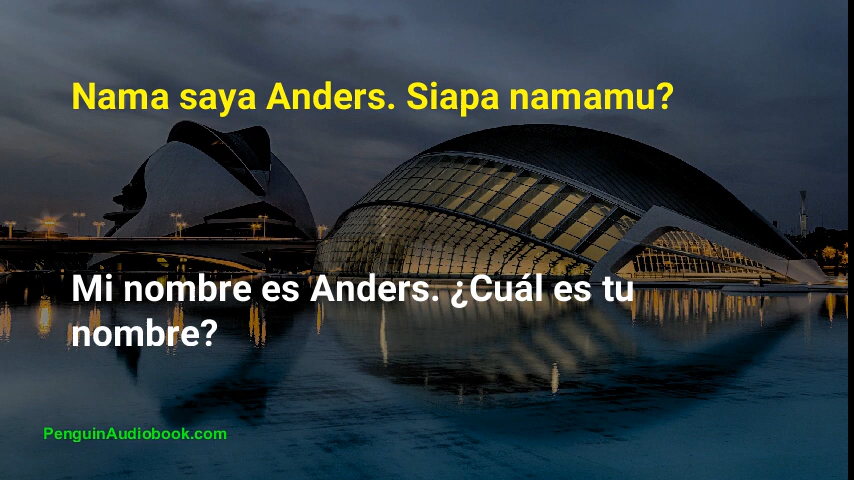 Nama saya Anders. Siapa namamu?
Mi nombre es Anders. ¿Cuál es tu
nombre?
PenguinAudiobook.com